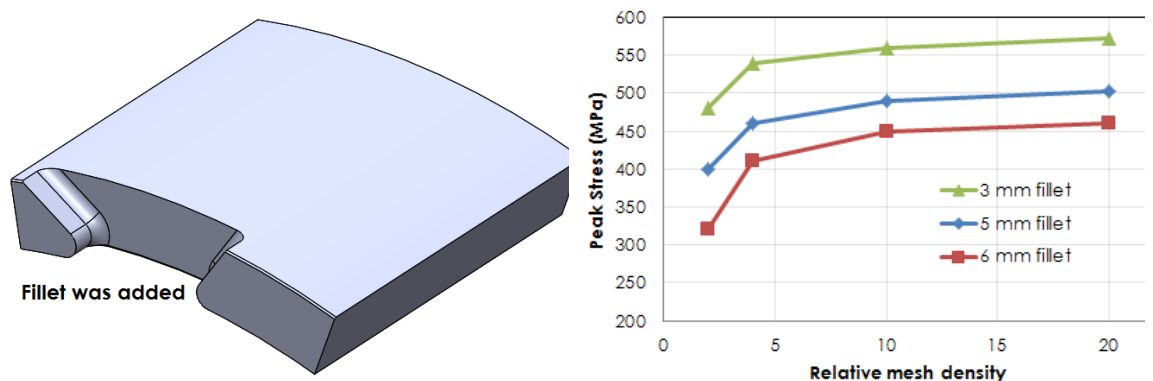 Fillet was added
600
550
500
450
400
350
300
250
200
Peak Stress (MPa)
3 mm fillet
5 mm fillet
6 mm fillet
0 5 10 15 20
Relative mesh density